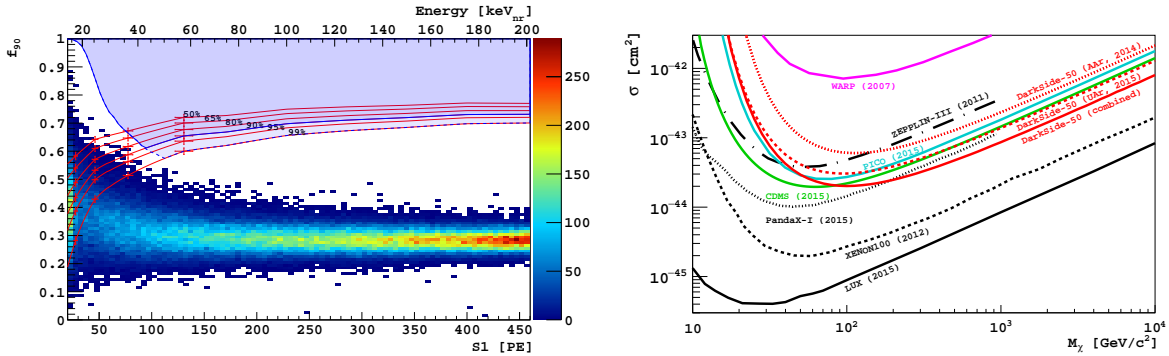 Energy [keVnr]
20 40 60 80 100 120 140 160 180 200
f90
1
0.9
0.8
0.7
0.6
0.5
0.4
0.3
0.2
0.1
0
50% 65% 80% 90% 95% 99%
50 100 150 200 250 300 350 400 450
S1 [PE]
250
200
150
100
50
0
σ [cm²]
10⁻⁴²
10⁻⁴³
10⁻⁴⁴
10⁻⁴⁵
WARP (2007)
ZEPPLIN-III (2011)
DarkSide-50 (AAr, 2014)
PICO (2015)
DarkSide-50 (UAr, 2015)
DarkSide-50 (combined)
CDMS (2015)
PandaX-I (2015)
XENON100 (2012)
LUX (2015)
10 10² 10³ 10⁴
Mχ [GeV/c²]